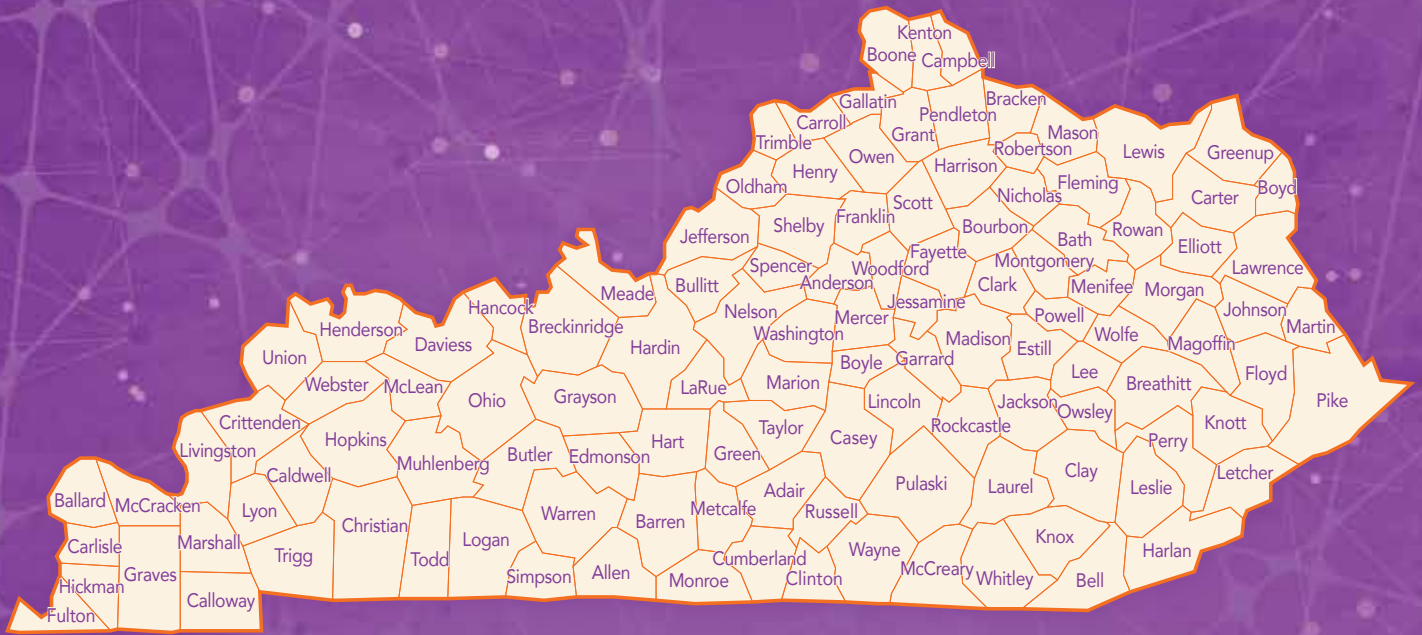 Kenton
Boone
Campbell
Gallatin
Bracken
Carroll
Pendleton
Grant
Mason
Trimble
Robertson
Owen
Lewis
Greenup
Henry
Harrison
Oldham
Fleming
Boyd
Nicholas
Carter
Scott
Franklin
Shelby
Bourbon
Rowan
Jefferson
Bath
Elliott
Fayette
Montgomery
Spencer
Woodford
Lawrence
Anderson
Clark
Bullitt
Menifee
Morgan
Meade
Jessamine
Hancock
Nelson
Johnson
Mercer
Powell
Breckinridge
Martin
Henderson
Washington
Wolfe
Madison
Daviess
Magoffin
Hardin
Estill
Union
Garrard
Boyle
Lee
Floyd
Webster
McLean
LaRue
Marion
Breathitt
Grayson
Ohio
Lincoln
Jackson
Pike
Owsley
Crittenden
Knott
Rockcastle
Taylor
Hopkins
Hart
Casey
Perry
Livingston
Green
Butler
Edmonson
Muhlenberg
Clay
Letcher
Caldwell
Pulaski
Laurel
Leslie
Adair
Ballard
McCracken
Metcalfe
Lyon
Russell
Warren
Barren
Christian
Knox
Logan
Marshall
Carlisle
Wayne
Harlan
Trigg
Todd
Cumberland
McCreary
Graves
Allen
Simpson
Monroe
Clinton
Whitley
Bell
Hickman
Calloway
Fulton